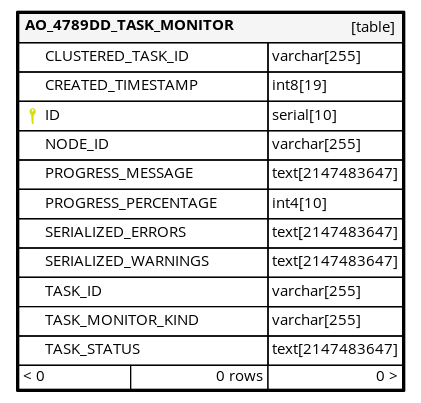 AO_4789DD_TASK_MONITOR [table]
CLUSTERED_TASK_ID varchar[255]
CREATED_TIMESTAMP int8[19]
ID serial[10]
NODE_ID varchar[255]
PROGRESS_MESSAGE text[2147483647]
PROGRESS_PERCENTAGE int4[10]
SERIALIZED_ERRORS text[2147483647]
SERIALIZED_WARNINGS text[2147483647]
TASK_ID varchar[255]
TASK_MONITOR_KIND varchar[255]
TASK_STATUS text[2147483647]
< 0 0 rows 0 >